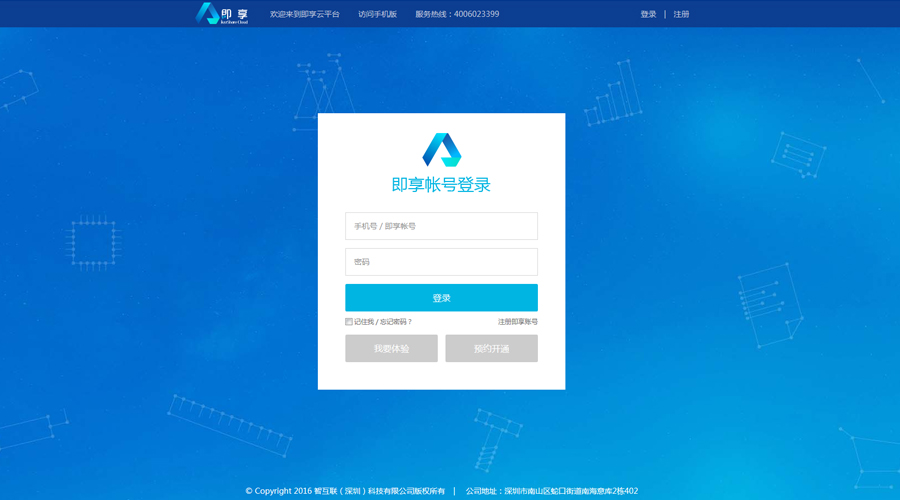 即 享
欢迎来到即享云平台 访问手机版 服务热线：4006023399 登录 | 注册
即享帐号登录
手机号 / 即享帐号
密码
登录
记住我 / 忘记密码？ 注册即享账号
我要体验 预约开通
© Copyright 2016 智互联（深圳）科技有限公司版权所有 | 公司地址：深圳市南山区蛇口街道南海意库2栋402